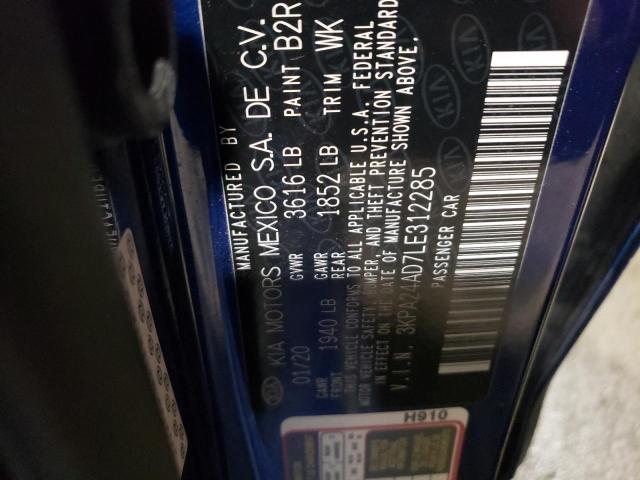 MANUFACTURED BY
KIA KIA MOTORS MEXICO S.A. DE C.V.
01/20 GVWR 3616 LB PAINT B2R
GAWR FRONT 1940 LB GAWR REAR 1852 LB TRIM WK
THIS VEHICLE CONFORMS TO ALL APPLICABLE U.S.A. FEDERAL
MOTOR VEHICLE SAFETY, BUMPER, AND THEFT PREVENTION STANDARDS
IN EFFECT ON THE DATE OF MANUFACTURE SHOWN ABOVE.
V.I.N. 3KPA24AD7LE312285
PASSENGER CAR
H910